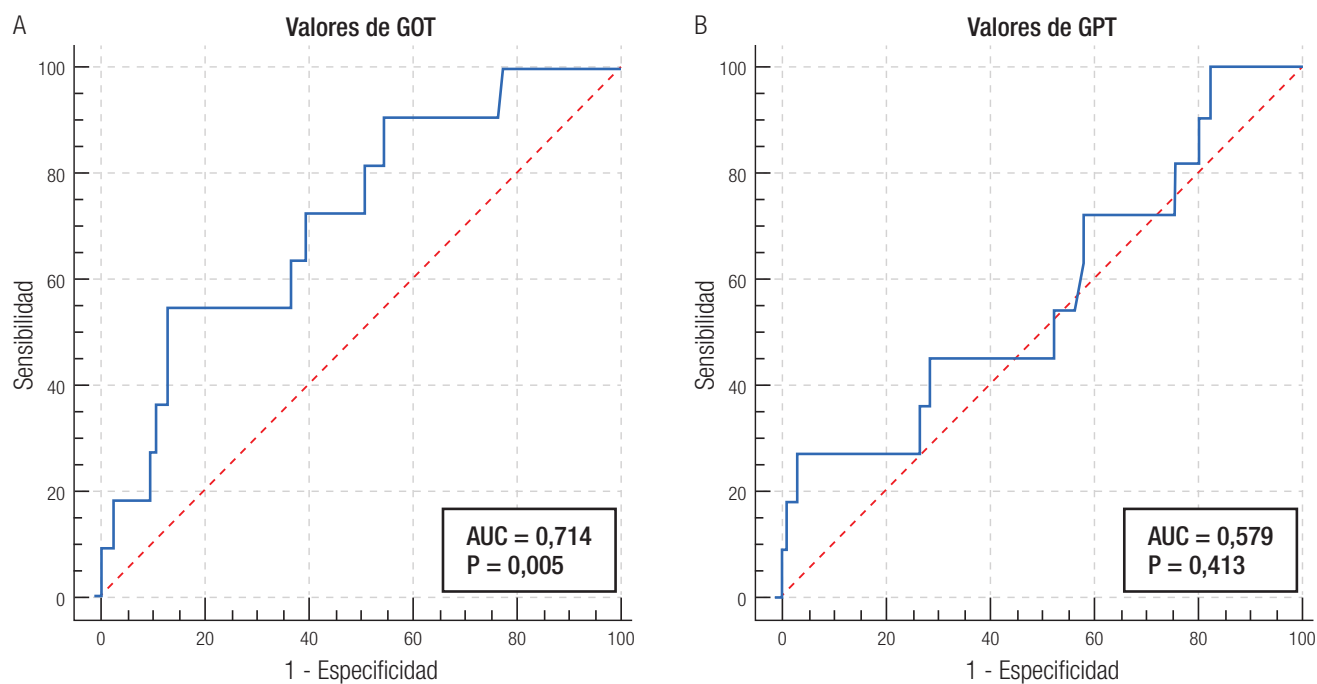 A
Valores de GOT
100
80
60
40
20
0
Sensibilidad
AUC = 0,714
P = 0,005
0 20 40 60 80 100
1 - Especificidad
B
Valores de GPT
100
80
60
40
20
0
Sensibilidad
AUC = 0,579
P = 0,413
0 20 40 60 80 100
1 - Especificidad